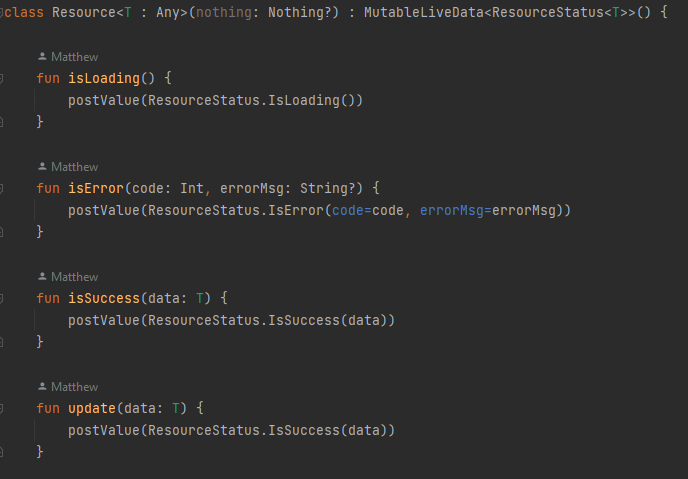 class Resource<T : Any>(nothing: Nothing?) : MutableLiveData<ResourceStatus<T>>() {
Matthew
fun isLoading() {
postValue(ResourceStatus.IsLoading())
}
Matthew
fun isError(code: Int, errorMsg: String?) {
postValue(ResourceStatus.IsError(code=code, errorMsg=errorMsg))
}
Matthew
fun isSuccess(data: T) {
postValue(ResourceStatus.IsSuccess(data))
}
Matthew
fun update(data: T) {
postValue(ResourceStatus.IsSuccess(data))
}